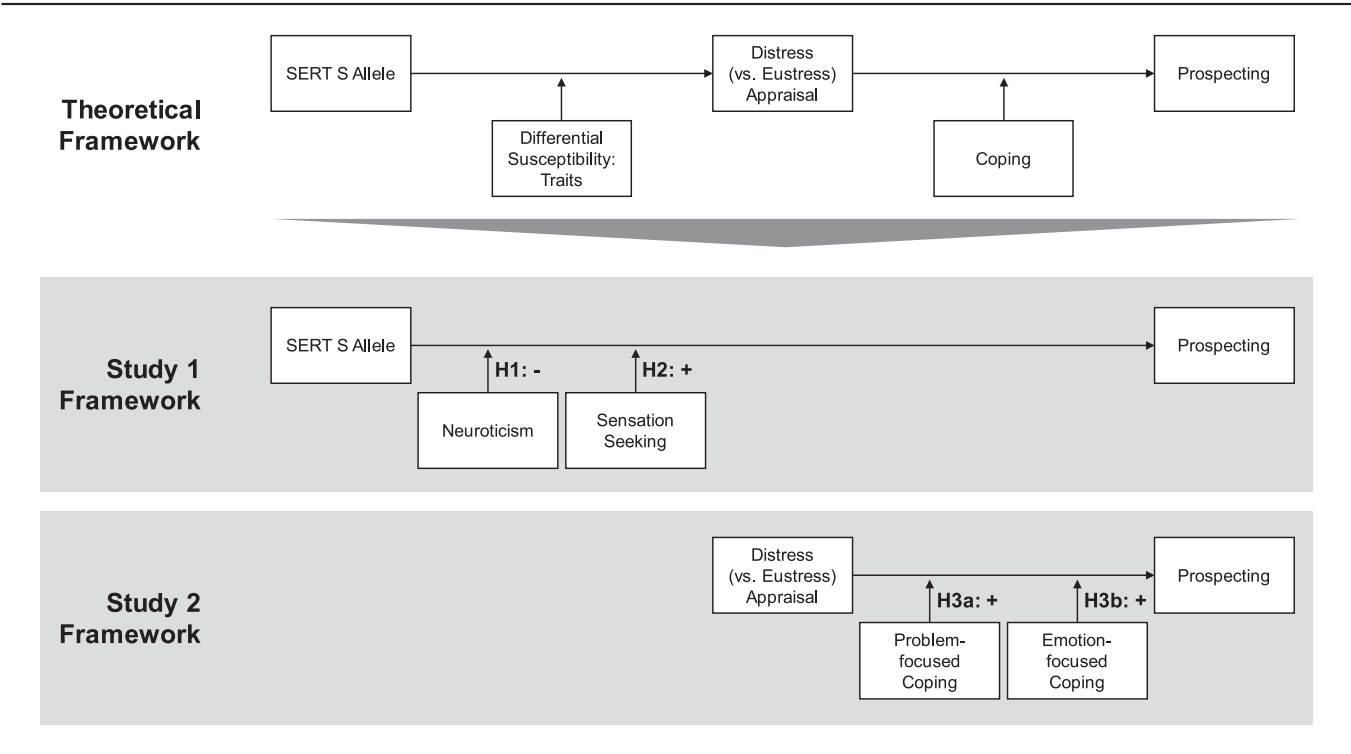 Theoretical
Framework
SERT S Allele
Distress
(vs. Eustress)
Appraisal
Prospecting
Differential
Susceptibility:
Traits
Coping
Study 1
Framework
SERT S Allele
Prospecting
H1: -
H2: +
Neuroticism
Sensation
Seeking
Study 2
Framework
Distress
(vs. Eustress)
Appraisal
Prospecting
H3a: +
H3b: +
Problem-
focused
Coping
Emotion-
focused
Coping